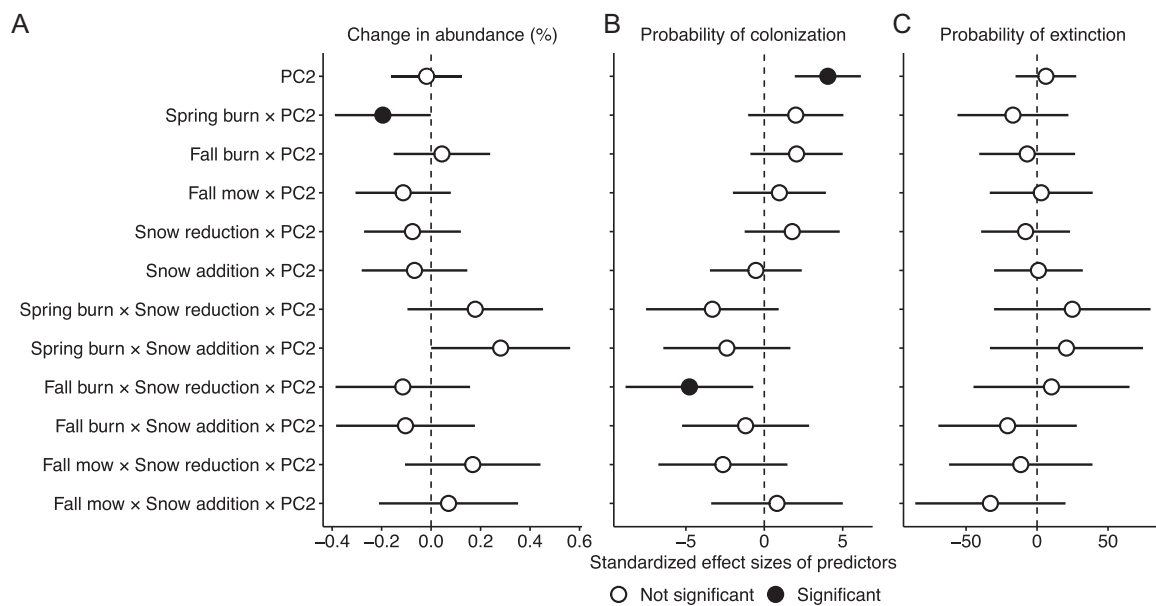 A B C
Change in abundance (%) Probability of colonization Probability of extinction
PC2
Spring burn × PC2
Fall burn × PC2
Fall mow × PC2
Snow reduction × PC2
Snow addition × PC2
Spring burn × Snow reduction × PC2
Spring burn × Snow addition × PC2
Fall burn × Snow reduction × PC2
Fall burn × Snow addition × PC2
Fall mow × Snow reduction × PC2
Fall mow × Snow addition × PC2
−0.4 −0.2 0.0 0.2 0.4 0.6 −5 0 5 −50 0 50
Standardized effect sizes of predictors
Not significant Significant